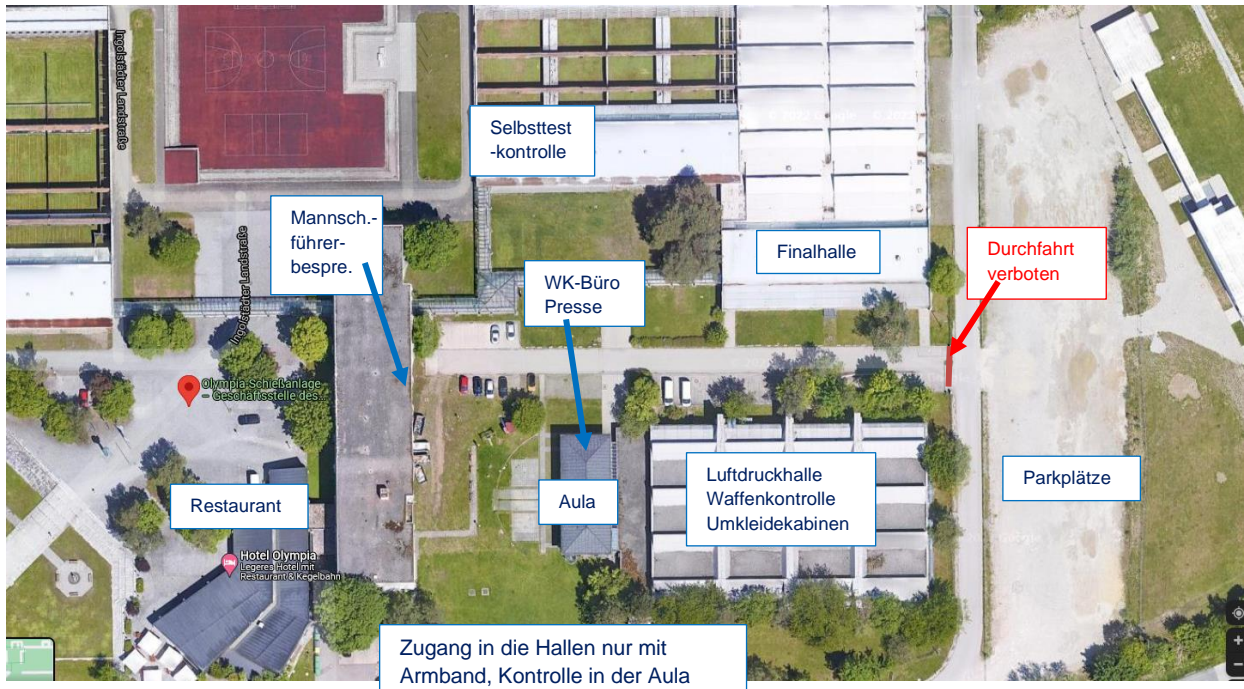 Ingolstädter Landstraße
Selbsttest
-kontrolle
Mannsch.-
führer-
bespre.
Ingolstädter Landstraße
WK-Büro
Presse
Finalhalle
Durchfahrt
verboten
Olympia-Schießanlage
– Geschäftsstelle des...
Restaurant
Aula
Luftdruckhalle
Waffenkontrolle
Umkleidekabinen
Parkplätze
Hotel Olympia
Legeres Hotel mit
Restaurant & Kegelbahn
Zugang in die Hallen nur mit
Armband, Kontrolle in der Aula